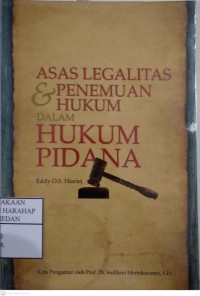 ASAS LEGALITAS
& PENEMUAN
HUKUM
DALAM
HUKUM
PIDANA
Eddy O.S. Hiariej
AKAAN
HARAHAP
EDAN
Kata Pengantar oleh Prof. Dr. Sudikno Mertokusumo, S.H.